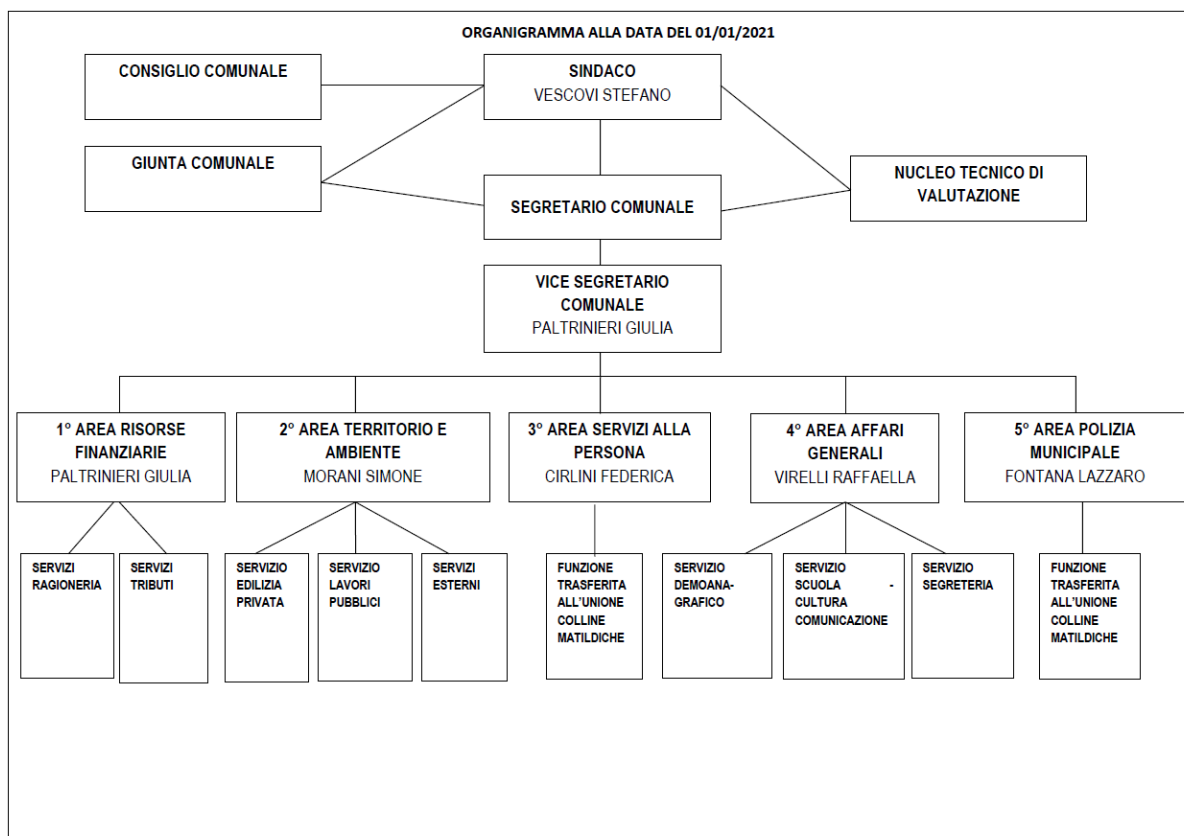 ORGANIGRAMMA ALLA DATA DEL 01/01/2021
CONSIGLIO COMUNALE
SINDACO
VESCOVI STEFANO
GIUNTA COMUNALE
NUCLEO TECNICO DI
VALUTAZIONE
SEGRETARIO COMUNALE
VICE SEGRETARIO
COMUNALE
PALTRINIERI GIULIA
1° AREA RISORSE
FINANZIARIE
PALTRINIERI GIULIA
2° AREA TERRITORIO E
AMBIENTE
MORANI SIMONE
3° AREA SERVIZI ALLA
PERSONA
CIRLINI FEDERICA
4° AREA AFFARI
GENERALI
VIRELLI RAFFAELLA
5° AREA POLIZIA
MUNICIPALE
FONTANA LAZZARO
SERVIZI
RAGIONERIA
SERVIZI
TRIBUTI
SERVIZIO
EDILIZIA
PRIVATA
SERVIZIO
LAVORI
PUBBLICI
SERVIZI
ESTERNI
FUNZIONE
TRASFERITA
ALL'UNIONE
COLLINE
MATILDICHE
SERVIZIO
DEMOANA-
GRAFICO
SERVIZIO
SCUOLA -
CULTURA
COMUNICAZIONE
SERVIZIO
SEGRETERIA
FUNZIONE
TRASFERITA
ALL'UNIONE
COLLINE
MATILDICHE